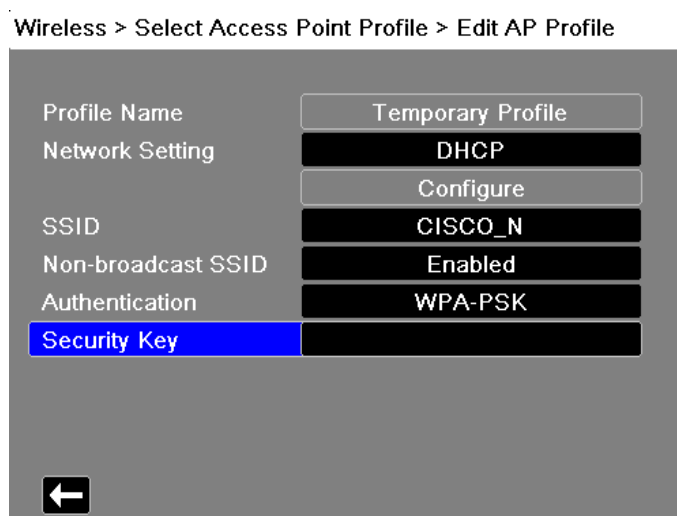 Wireless > Select Access Point Profile > Edit AP Profile
Profile Name Temporary Profile
Network Setting DHCP
Configure
SSID CISCO_N
Non-broadcast SSID Enabled
Authentication WPA-PSK
Security Key